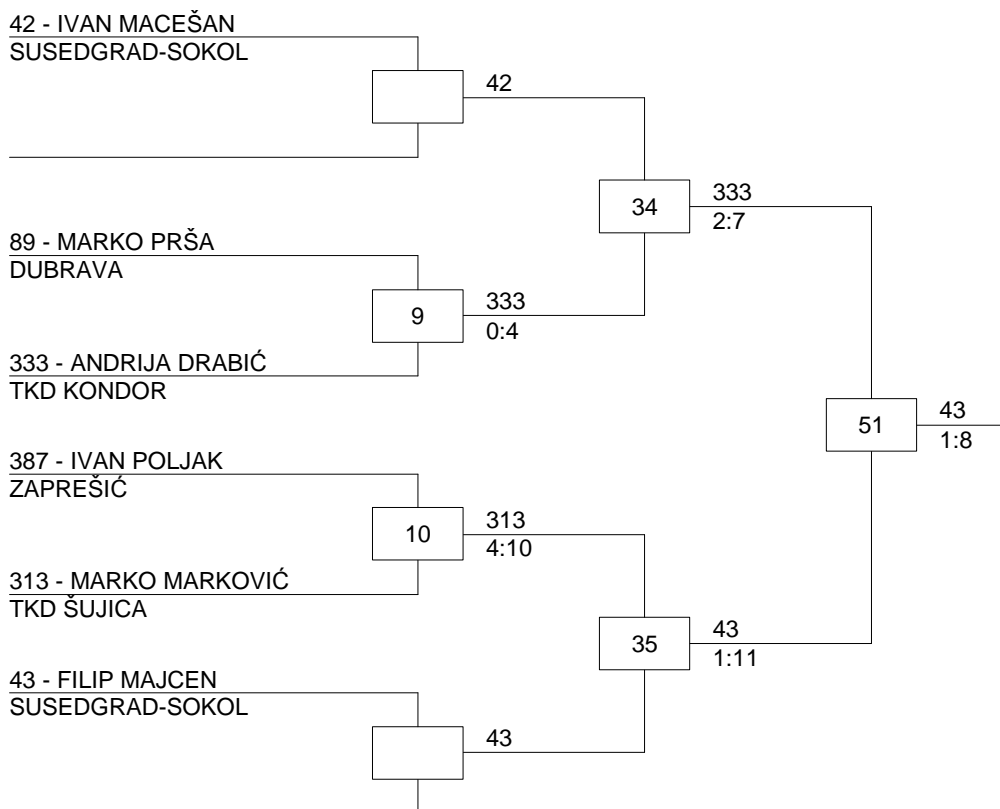 42 - IVAN MACEŠAN
SUSEDGRAD-SOKOL
42
34
333
2:7
89 - MARKO PRŠA
DUBRAVA
9
333
0:4
333 - ANDRIJA DRABIĆ
TKD KONDOR
51
43
1:8
387 - IVAN POLJAK
ZAPREŠIĆ
10
313
4:10
313 - MARKO MARKOVIĆ
TKD ŠUJICA
35
43
1:11
43 - FILIP MAJCEN
SUSEDGRAD-SOKOL
43